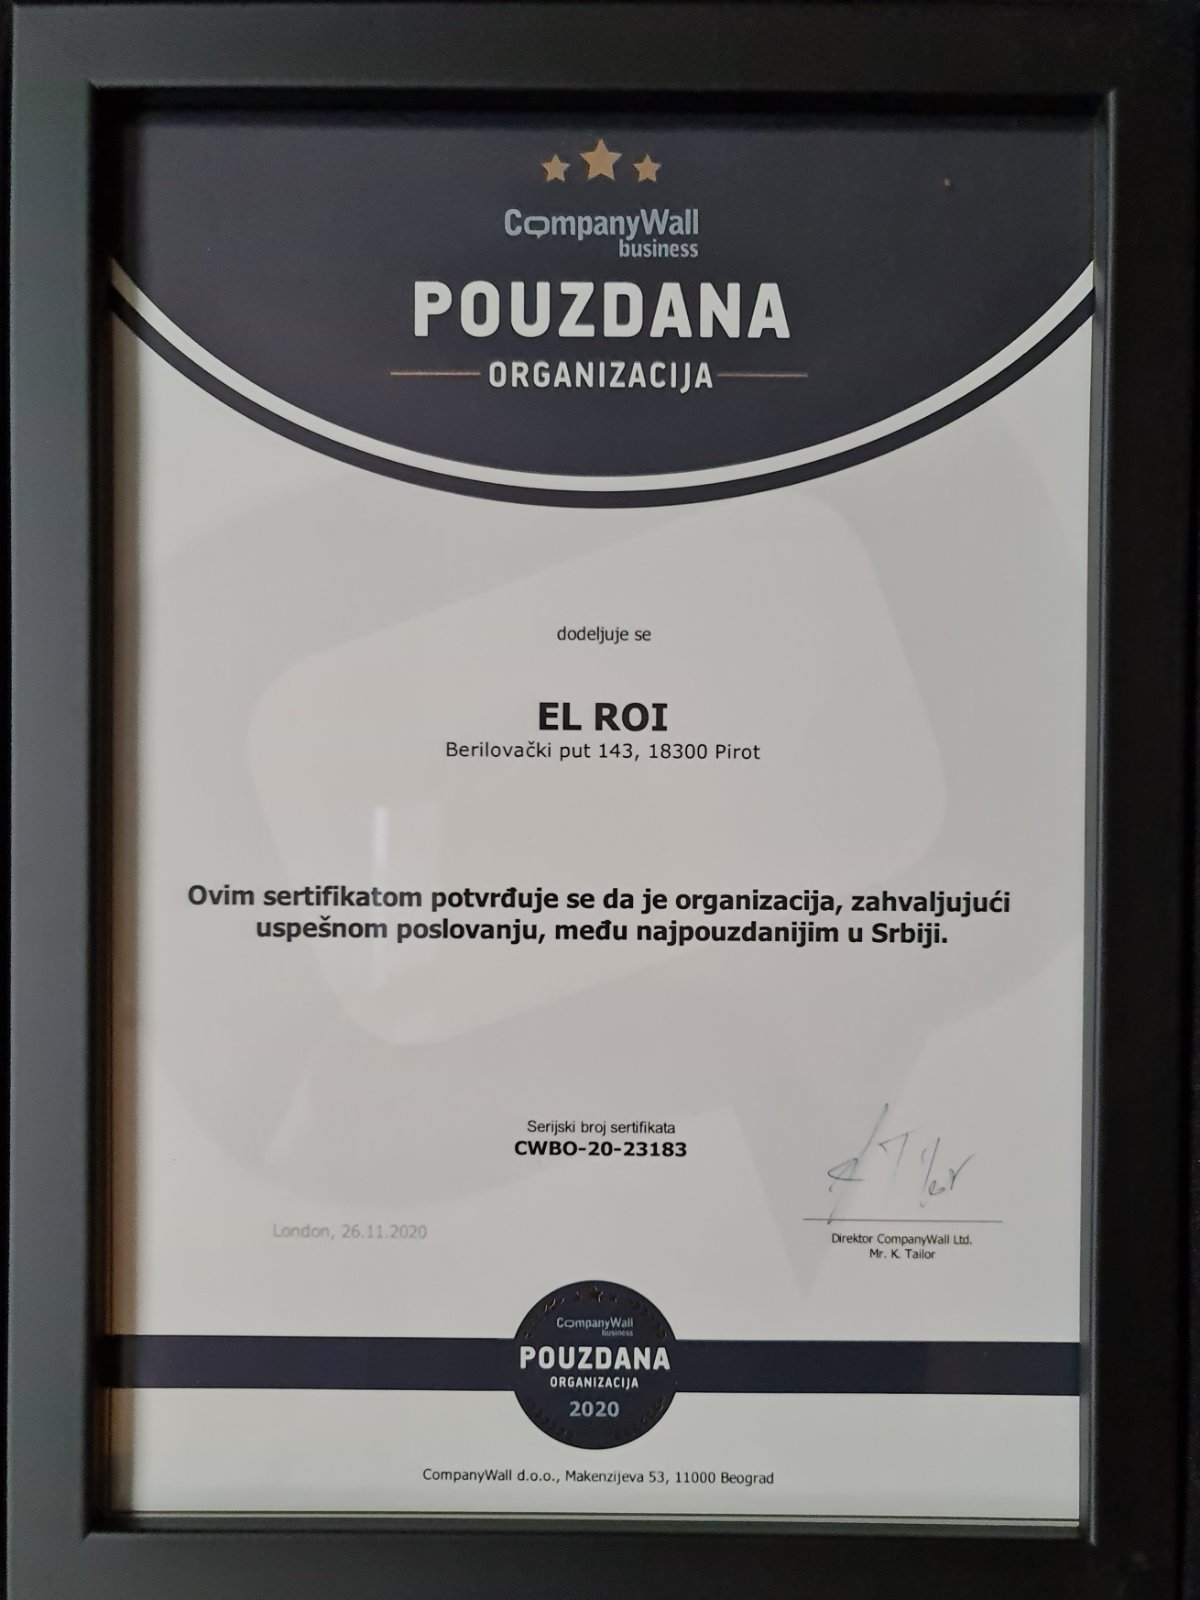 CompanyWall
business
POUZDANA
ORGANIZACIJA
dodeljuje se
EL ROI
Berilovački put 143, 18300 Pirot
Ovim sertifikatom potvrđuje se da je organizacija, zahvaljujući
uspešnom poslovanju, među najpouzdanijim u Srbiji.
Serijski broj sertifikata
CWBO-20-23183
London, 26.11.2020
Direktor CompanyWall Ltd.
Mr. K. Tailor
CompanyWall
business
POUZDANA
ORGANIZACIJA
2020
CompanyWall d.o.o., Makenzijeva 53, 11000 Beograd